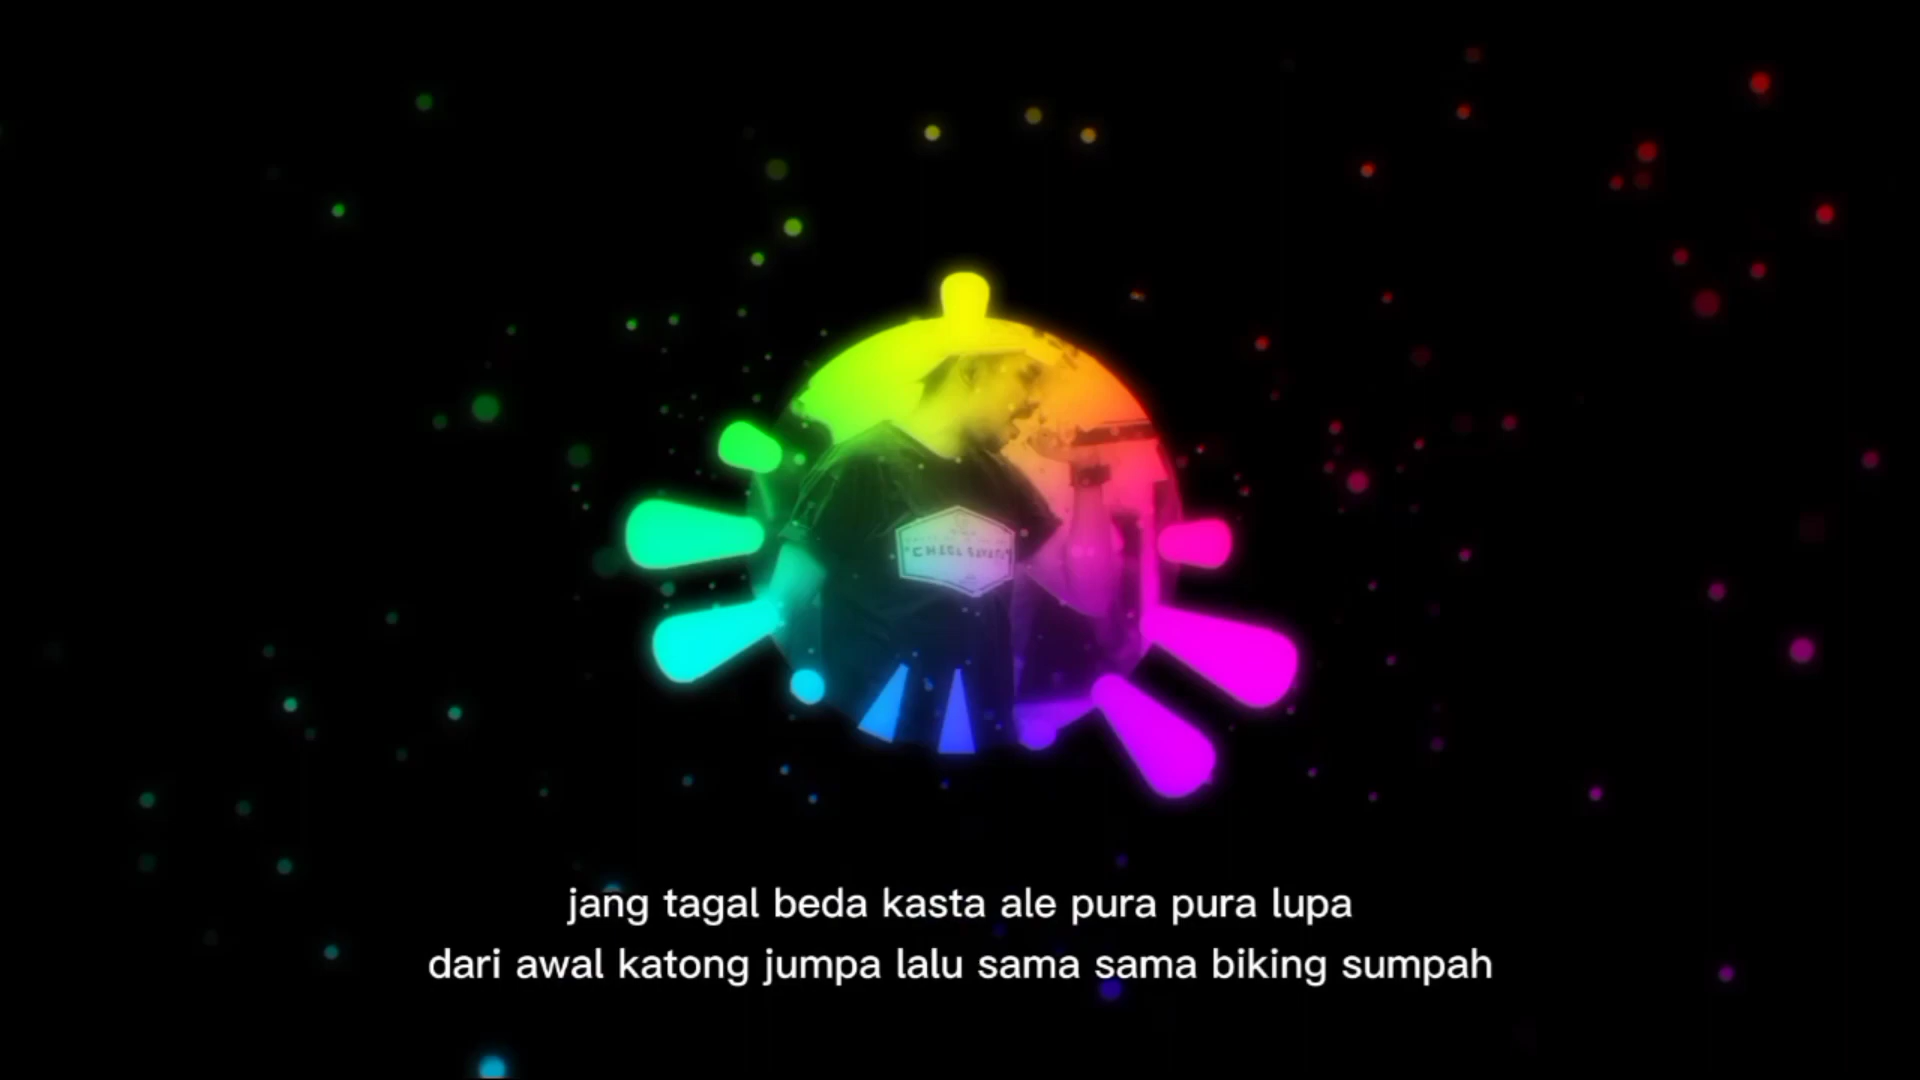 jang tagal beda kasta ale pura pura lupa
dari awal katong jumpa lalu sama sama biking sumpah